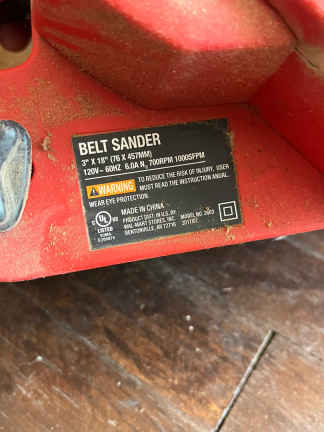 BELT SANDER
3" X 18" (76 X 457MM)
120V~ 60HZ 6.0A N, 700RPM 1000SFPM
WARNING TO REDUCE THE RISK OF INJURY, USER
MUST READ THE INSTRUCTION ANUAL.
WEAR EYE PROTECTION.
UL
LISTED
MADE IN CHINA
PRODUCT DIST. IN U.S. BY:
WAL-MART STORES, INC.
BENTONVILLE, AR 72716
MODEL NO.